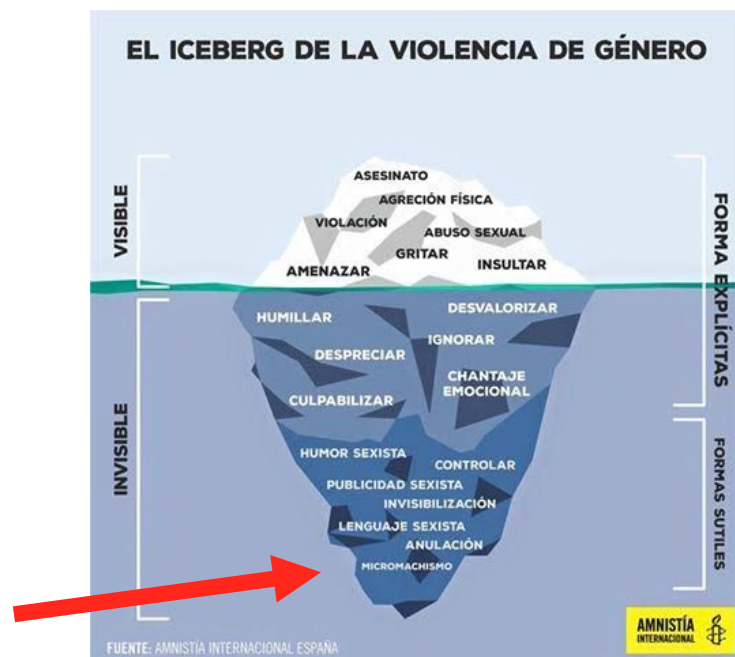 EL ICEBERG DE LA VIOLENCIA DE GÉNERO
VISIBLE
ASESINATO
AGRECIÓN FÍSICA
VIOLACIÓN
ABUSO SEXUAL
GRITAR
AMENAZAR
INSULTAR
FORMA EXPLÍCITAS
INVISIBLE
HUMILLAR
DESVALORIZAR
IGNORAR
DESPRECIAR
CHANTAJE
EMOCIONAL
CULPABILIZAR
HUMOR SEXISTA
CONTROLAR
PUBLICIDAD SEXISTA
INVISIBILIZACIÓN
LENGUAJE SEXISTA
ANULACIÓN
MICROMACHISMO
FORMAS SUTILES
FUENTE: AMNISTÍA INTERNACIONAL ESPAÑA
AMNISTÍA
INTERNACIONAL